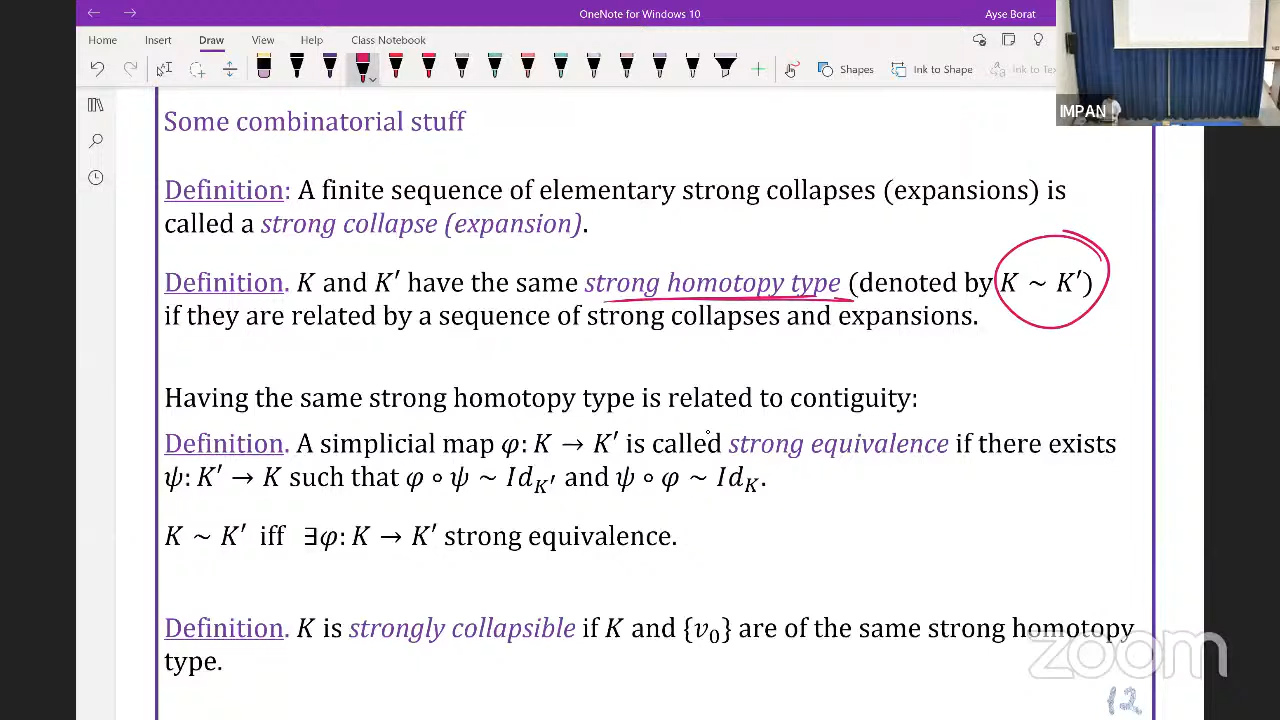 OneNote for Windows 10
Ayse Borat
Home Insert Draw View Help Class Notebook
Shapes Ink to Shape Ink to Tex
IMPAN
Some combinatorial stuff
Definition: A finite sequence of elementary strong collapses (expansions) is
called a strong collapse (expansion).
Definition. K and K′ have the same strong homotopy type (denoted by K ∼ K′)
if they are related by a sequence of strong collapses and expansions.
Having the same strong homotopy type is related to contiguity:
Definition. A simplicial map φ: K → K′ is called strong equivalence if there exists
ψ: K′ → K such that φ ∘ ψ ∼ Id_K′ and ψ ∘ φ ∼ Id_K.
K ∼ K′ iff ∃φ: K → K′ strong equivalence.
Definition. K is strongly collapsible if K and {v₀} are of the same strong homotopy
type.
zoom
12